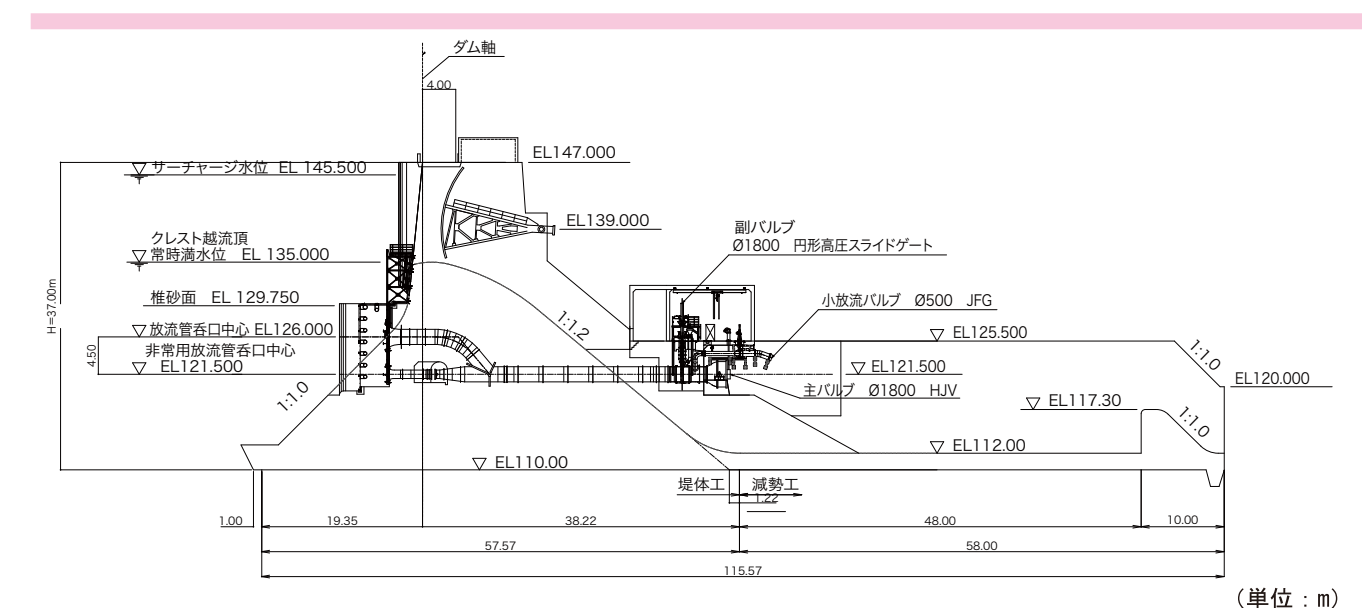 ダム軸
4.00
EL147.000
サーチャージ水位 EL 145.500
EL139.000
クレスト越流頂
常時満水位 EL 135.000
副バルブ
Ø1800 円形高圧スライドゲート
椎砂面 EL 129.750
小放流バルブ Ø500 JFG
H=37.00m
放流管呑口中心 EL126.000
EL125.500
1:1.2
1:1.0
4.50
非常用放流管呑口中心
EL121.500
EL121.500
EL120.000
主バルブ Ø1800 HJV
1:1.0
EL117.30
1:1.0
EL112.00
EL110.00
堤体工 減勢工
1.22
1.00 19.35 38.22 48.00 10.00
57.57 58.00
115.57
(単位:m)